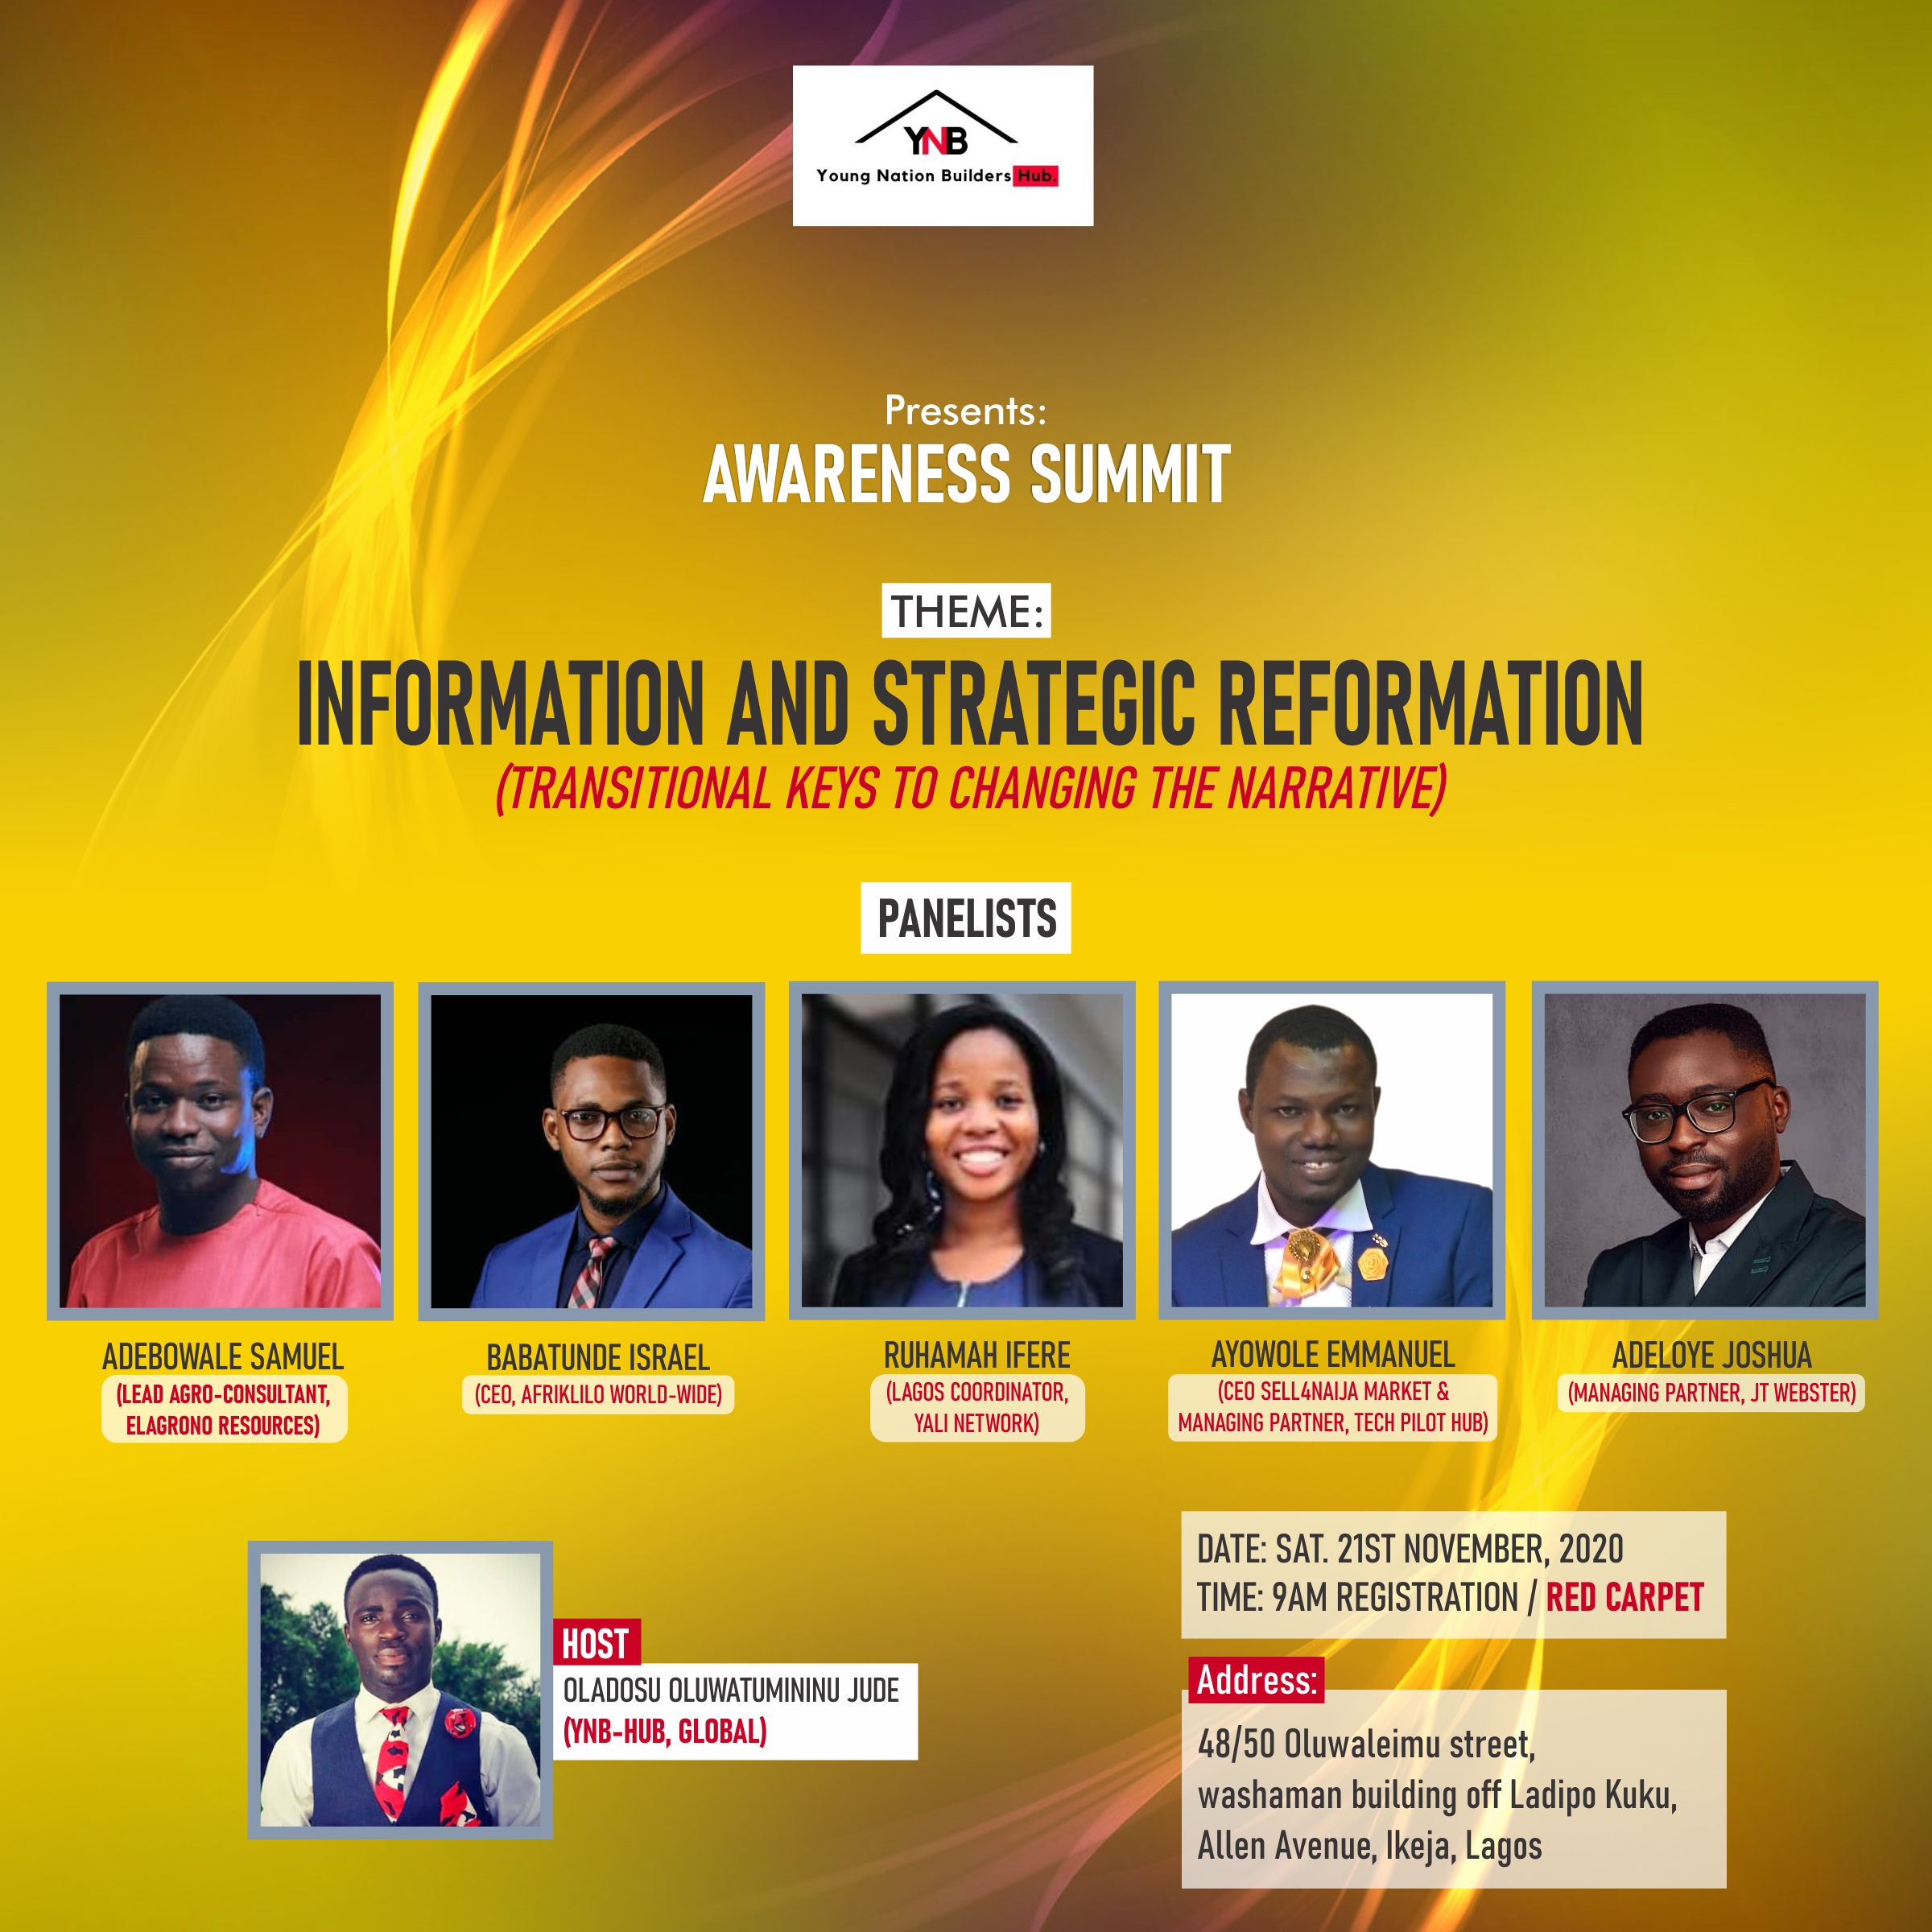 YNB
Young Nation Builders Hub.
Presents:
AWARENESS SUMMIT
THEME:
INFORMATION AND STRATEGIC REFORMATION
(TRANSITIONAL KEYS TO CHANGING THE NARRATIVE)
PANELISTS
ADEBOWALE SAMUEL
(LEAD AGRO-CONSULTANT,
ELAGRONO RESOURCES)
BABATUNDE ISRAEL
(CEO, AFRIKLILO WORLD-WIDE)
RUHAMAH IFERE
(LAGOS COORDINATOR,
YALI NETWORK)
AYOWOLE EMMANUEL
(CEO SELL4NAIJA MARKET &
MANAGING PARTNER, TECH PILOT HUB)
ADELOYE JOSHUA
(MANAGING PARTNER, JT WEBSTER)
HOST
OLADOSU OLUWATUMININU JUDE
(YNB-HUB, GLOBAL)
DATE: SAT. 21ST NOVEMBER, 2020
TIME: 9AM REGISTRATION / RED CARPET
Address:
48/50 Oluwaleimu street,
washaman building off Ladipo Kuku,
Allen Avenue, Ikeja, Lagos